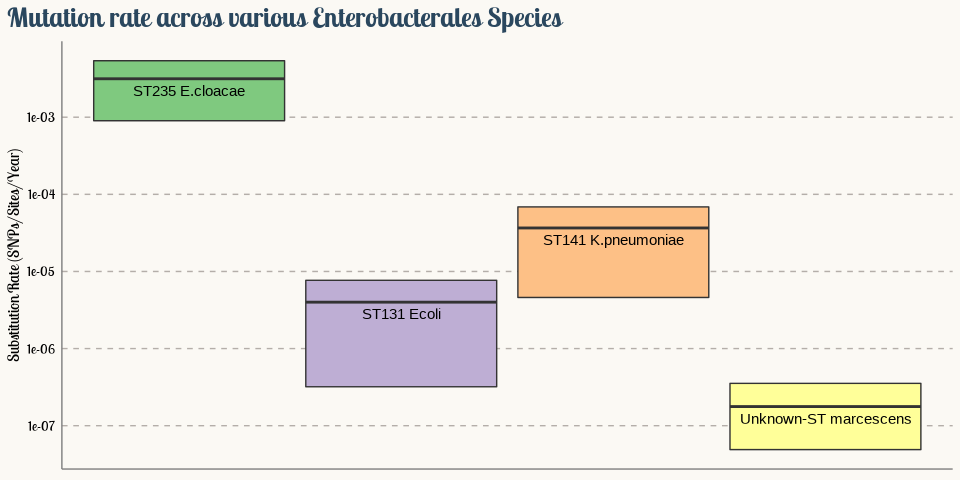 Mutation rate across various Enterobacterales Species
Substitution Rate (SNPs/Sites/Year)
1e-03
1e-04
1e-05
1e-06
1e-07
ST235 E.cloacae
ST131 Ecoli
ST141 K.pneumoniae
Unknown-ST marcescens